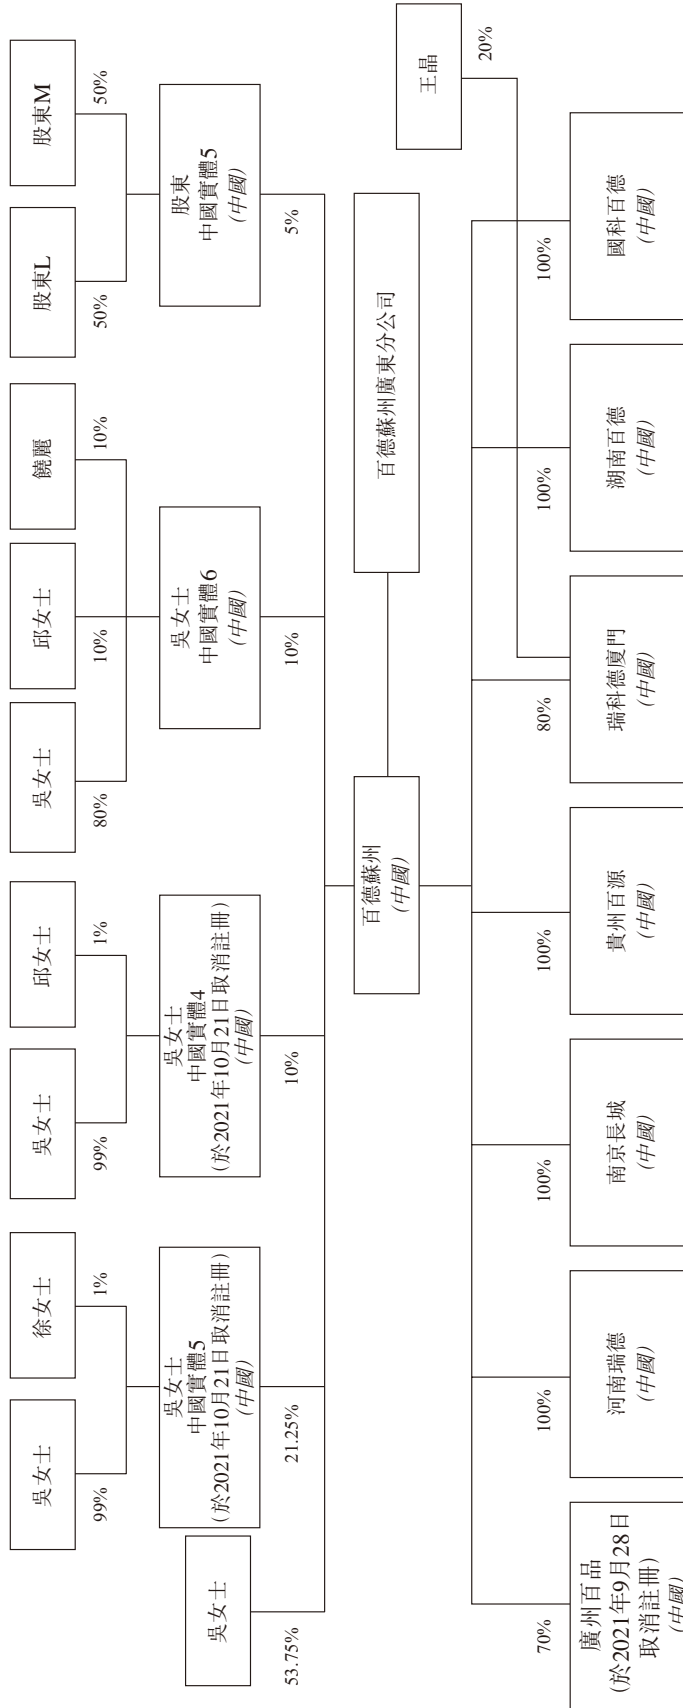 吳女士
徐女士
吳女士
邱女士
吳女士
邱女士
饒麗
股東L
股東M
99%
1%
99%
1%
80%
10%
10%
50%
50%
吳女士
吳女士
中國實體5
(於2021年10月21日取消註冊)
(中國)
吳女士
中國實體4
(於2021年10月21日取消註冊)
(中國)
吳女士
中國實體6
(中國)
股東
中國實體5
(中國)
53.75%
21.25%
10%
10%
5%
百德蘇州
(中國)
百德蘇州廣東分公司
王晶
20%
70%
100%
100%
100%
80%
100%
100%
廣州百品
(於2021年9月28日
取消註冊)
(中國)
河南瑞德
(中國)
南京長城
(中國)
貴州百源
(中國)
瑞科德廈門
(中國)
湖南百德
(中國)
國科百德
(中國)